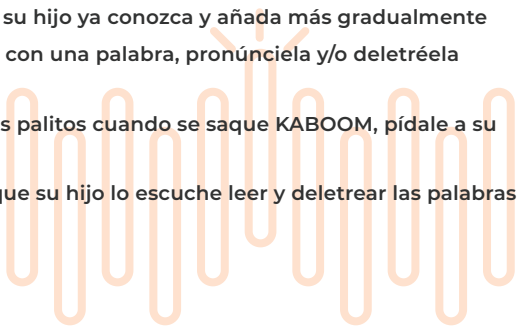 su hijo ya conozca y añada más gradualmente
con una palabra, pronúnciela y/o deletréela
s palitos cuando se saque KABOOM, pídale a su
que su hijo lo escuche leer y deletrear las palabras